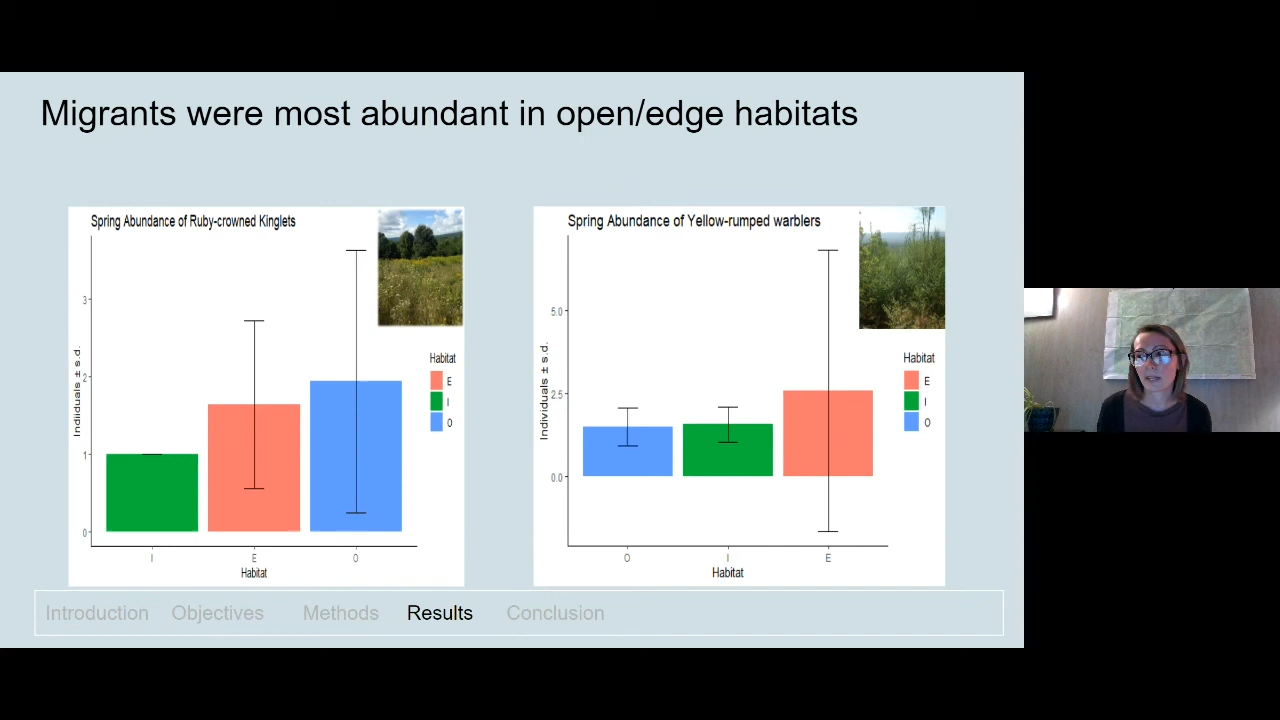 Migrants were most abundant in open/edge habitats
Spring Abundance of Ruby-crowned Kinglets
Indiiduals ± s.d.
3
2
1
0
I E O
Habitat
Habitat
E
I
O
Spring Abundance of Yellow-rumped warblers
Individuals ± s.d.
5.0
2.5
0.0
O I E
Habitat
Habitat
E
I
O
Introduction Objectives Methods Results Conclusion